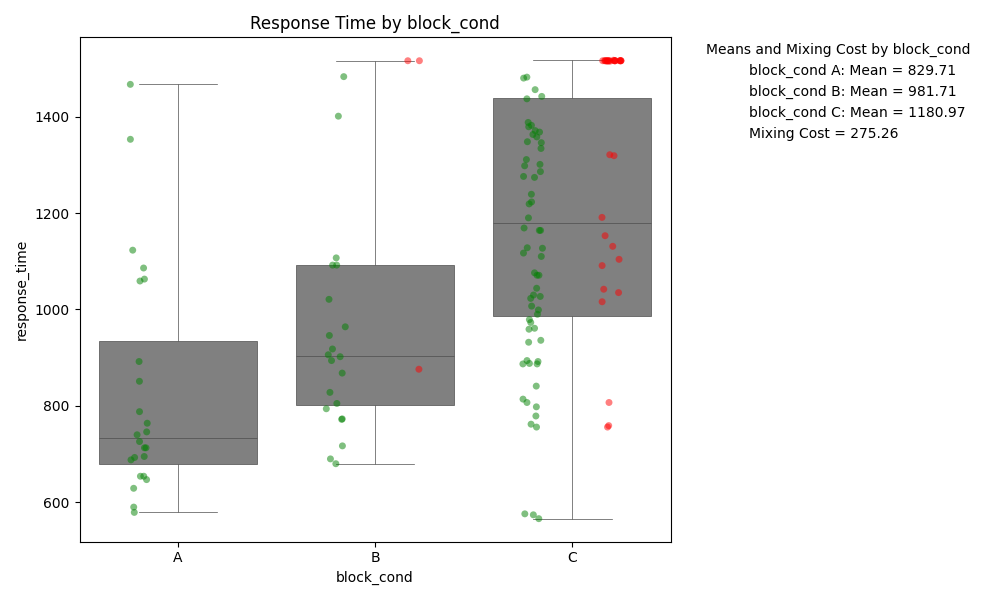 Response Time by block_cond
Means and Mixing Cost by block_cond
block_cond A: Mean = 829.71
block_cond B: Mean = 981.71
block_cond C: Mean = 1180.97
Mixing Cost = 275.26
response_time
1400
1200
1000
800
600
A B C
block_cond